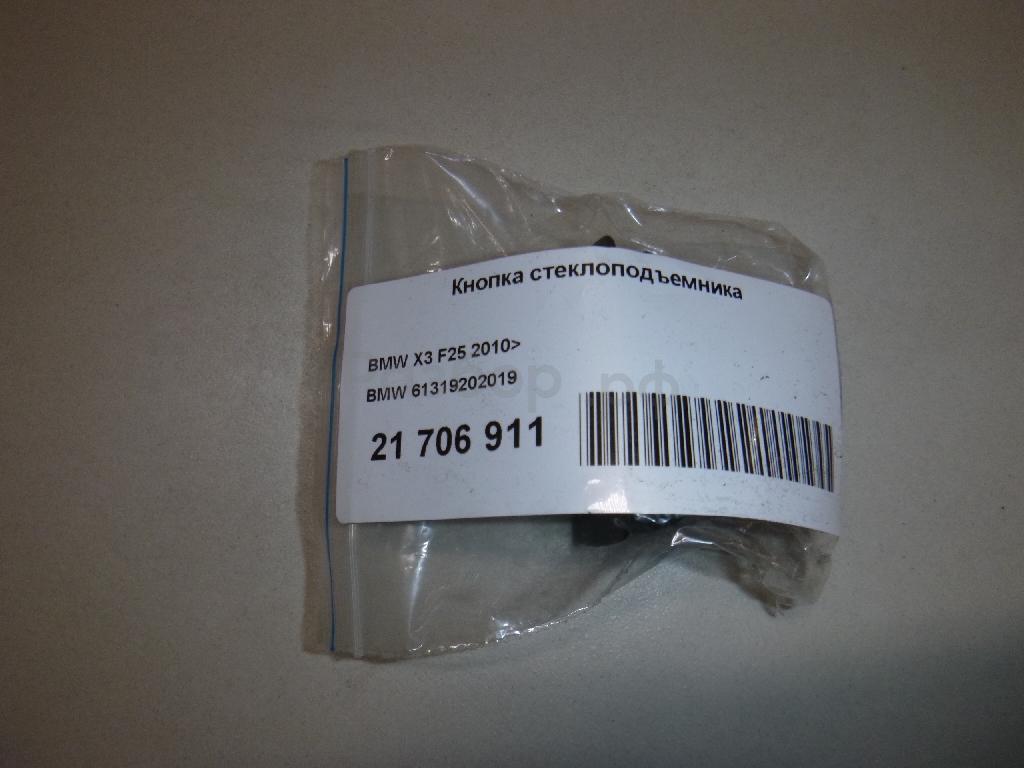 Кнопка стеклоподъемника
BMW X3 F25 2010>
BMW 61319202019
21 706 911